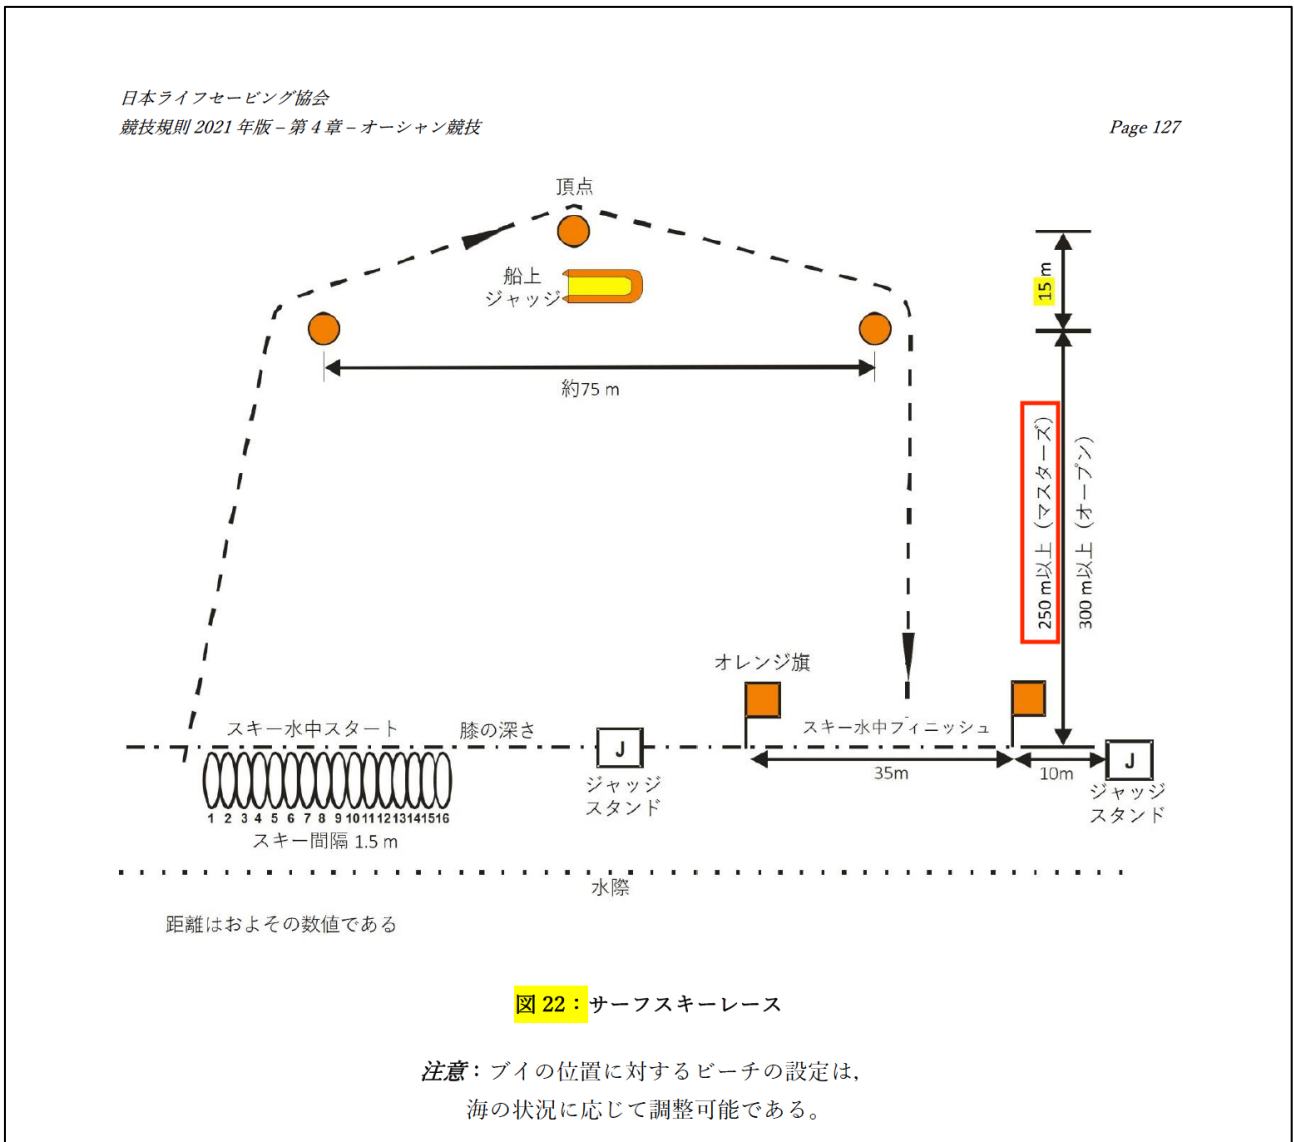 日本ライフセービング協会
競技規則 2021 年版 – 第 4 章 – オーシャン競技
Page 127
頂点
船上
ジャッジ
15 m
約75 m
250 m以上（マスターズ）
300 m以上（オープン）
オレンジ旗
スキー水中スタート
膝の深さ
スキー水中フィニッシュ
J
ジャッジ
スタンド
35m
10m
J
ジャッジ
スタンド
1 2 3 4 5 6 7 8 9 10 11 12 13 14 15 16
スキー間隔 1.5 m
水際
距離はおよその数値である
図 22：サーフスキーレース
注意：ブイの位置に対するビーチの設定は，
海の状況に応じて調整可能である。